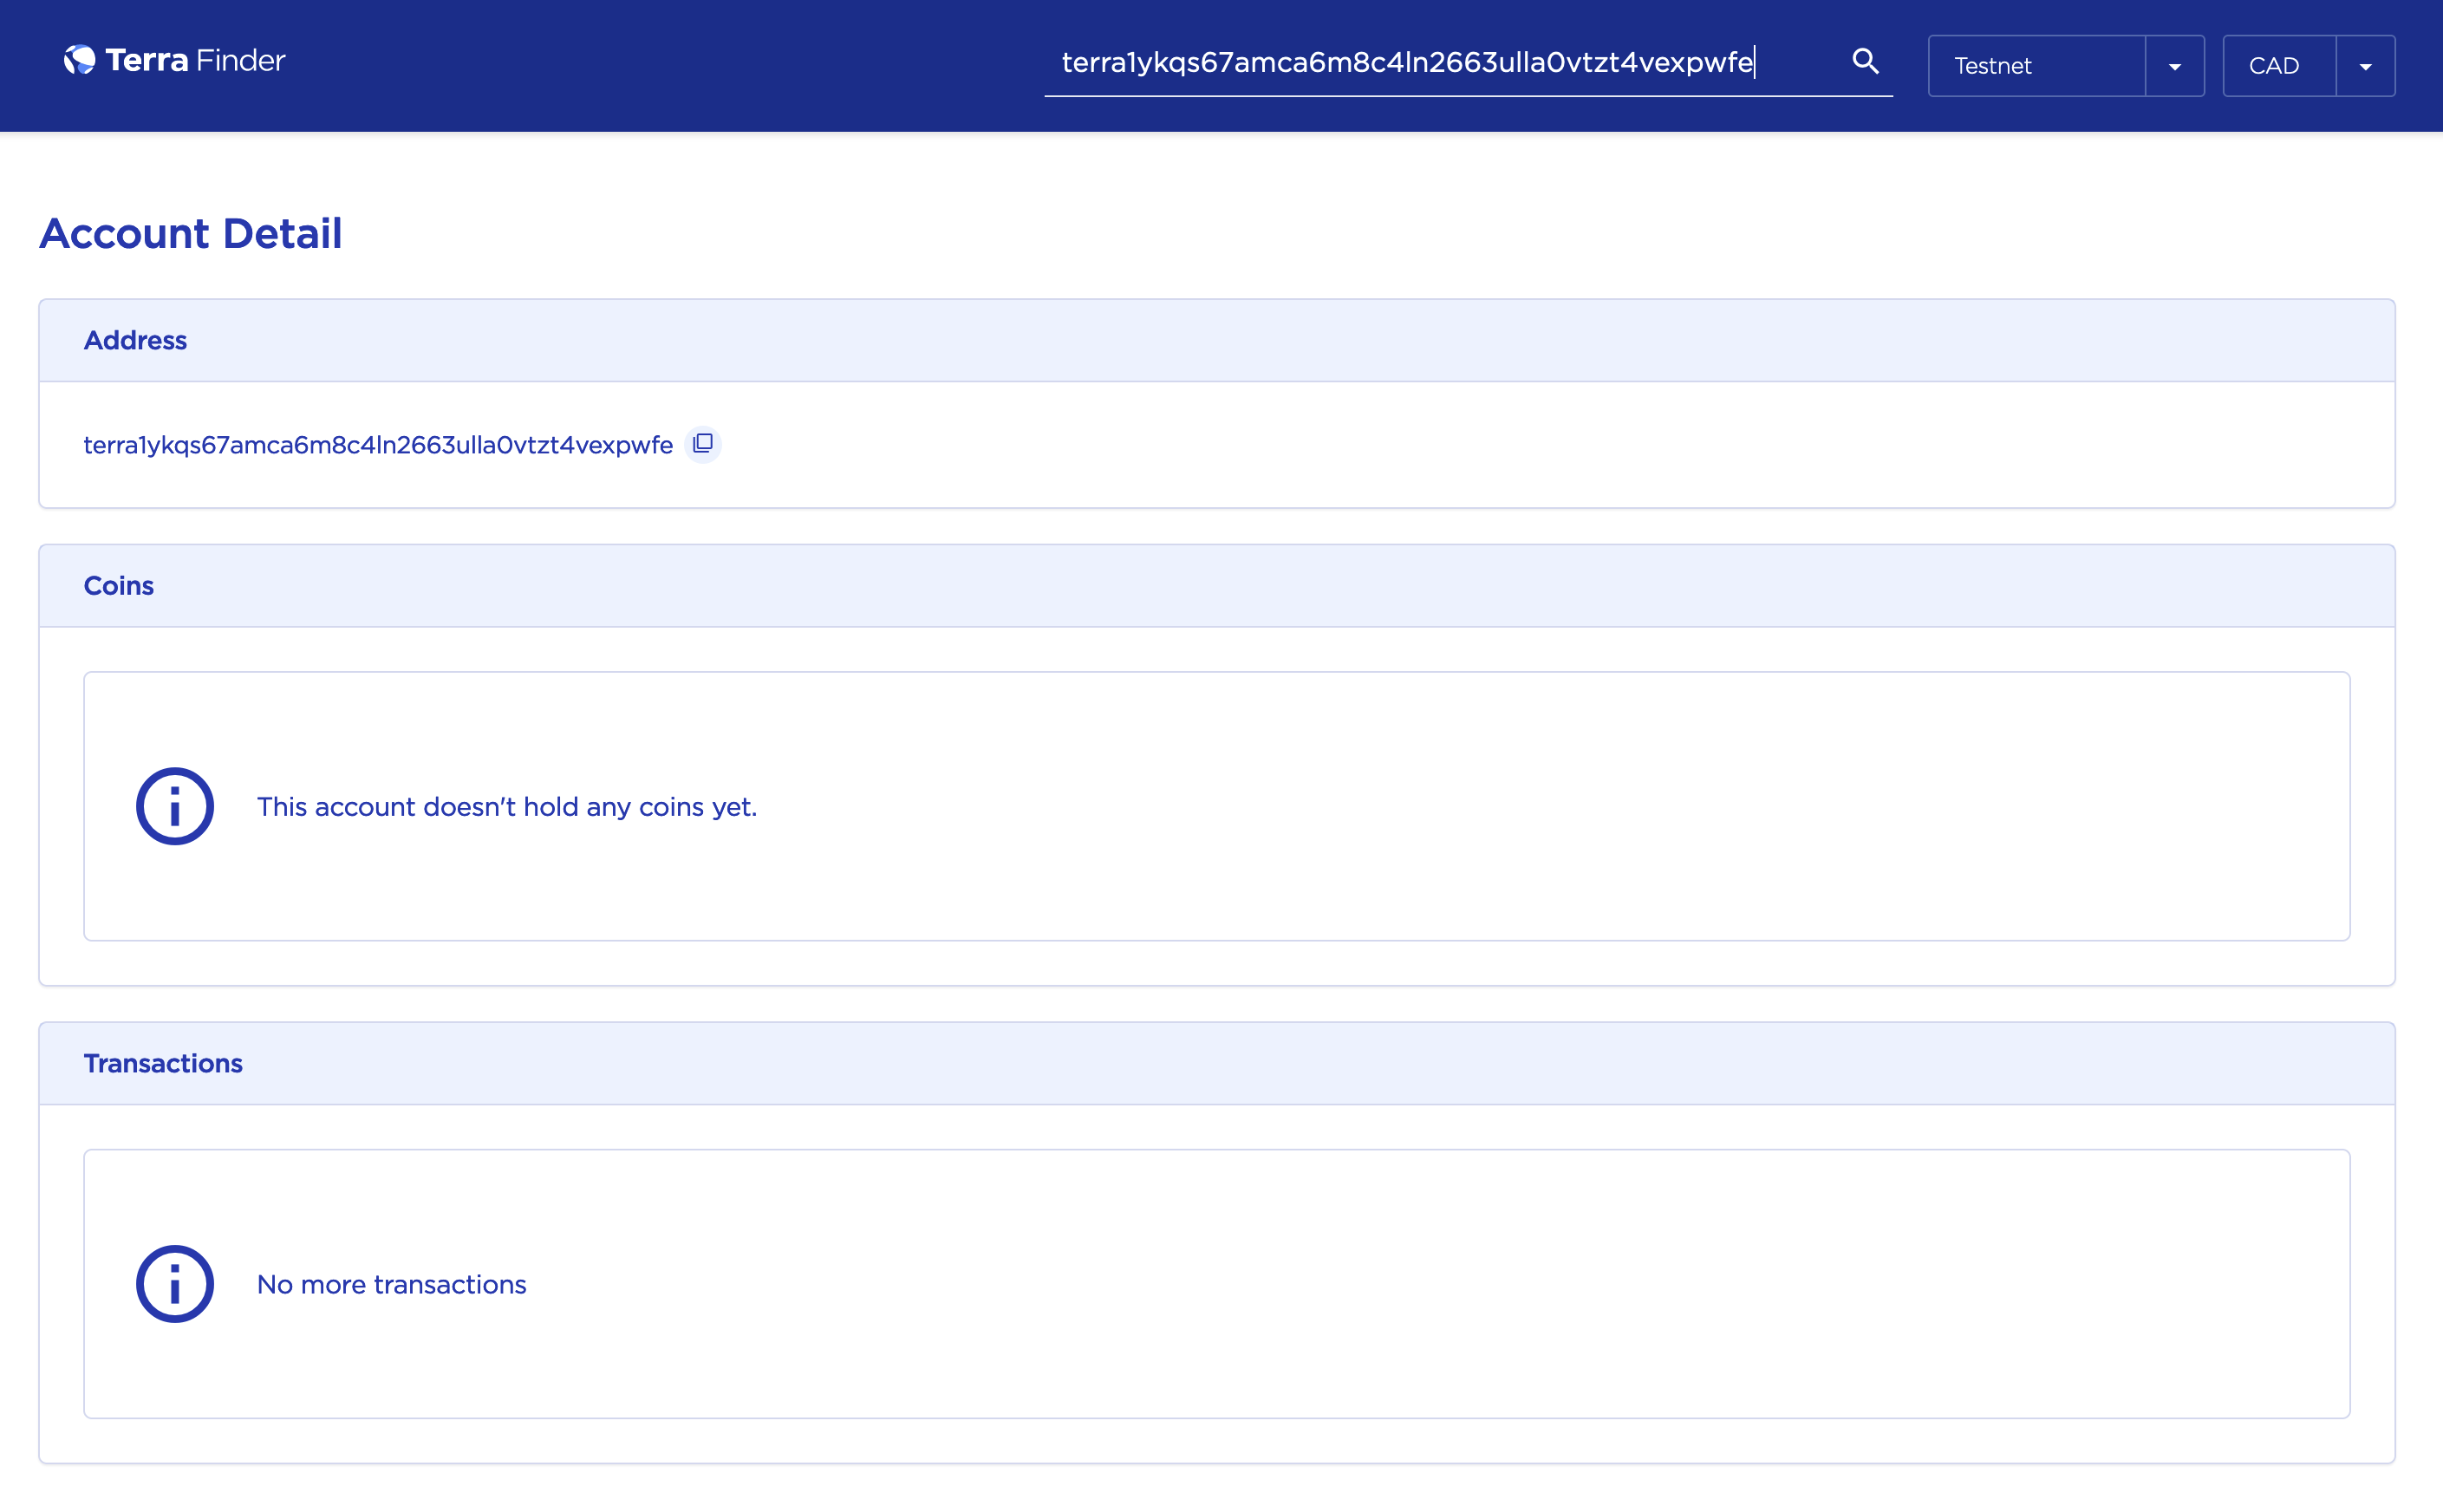 Terra Finder
terra1ykqs67amca6m8c4ln2663ulla0vtzt4vexpwfe
Testnet
CAD
Account Detail
Address
terra1ykqs67amca6m8c4ln2663ulla0vtzt4vexpwfe
Coins
This account doesn't hold any coins yet.
Transactions
No more transactions